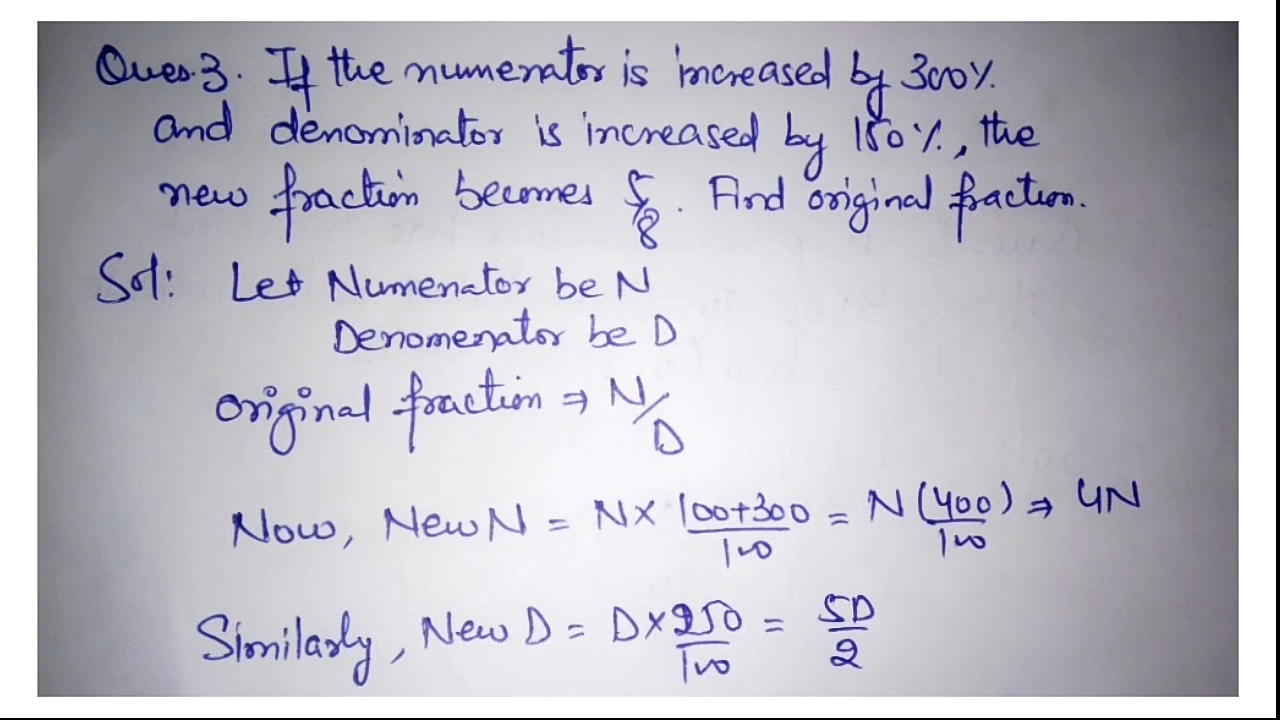 Ques.3. If the numerator is increased by 300%
and denominator is increased by 150%, the
new fraction becomes 5/8. Find original fraction.
Sol: Let Numenator be N
Denomenator be D
Original fraction ⇒ N/D
Now, New N = N × 100+300/100 = N (400)/100 ⇒ 4N
Similarly, New D = D × 250/100 = 5D/2